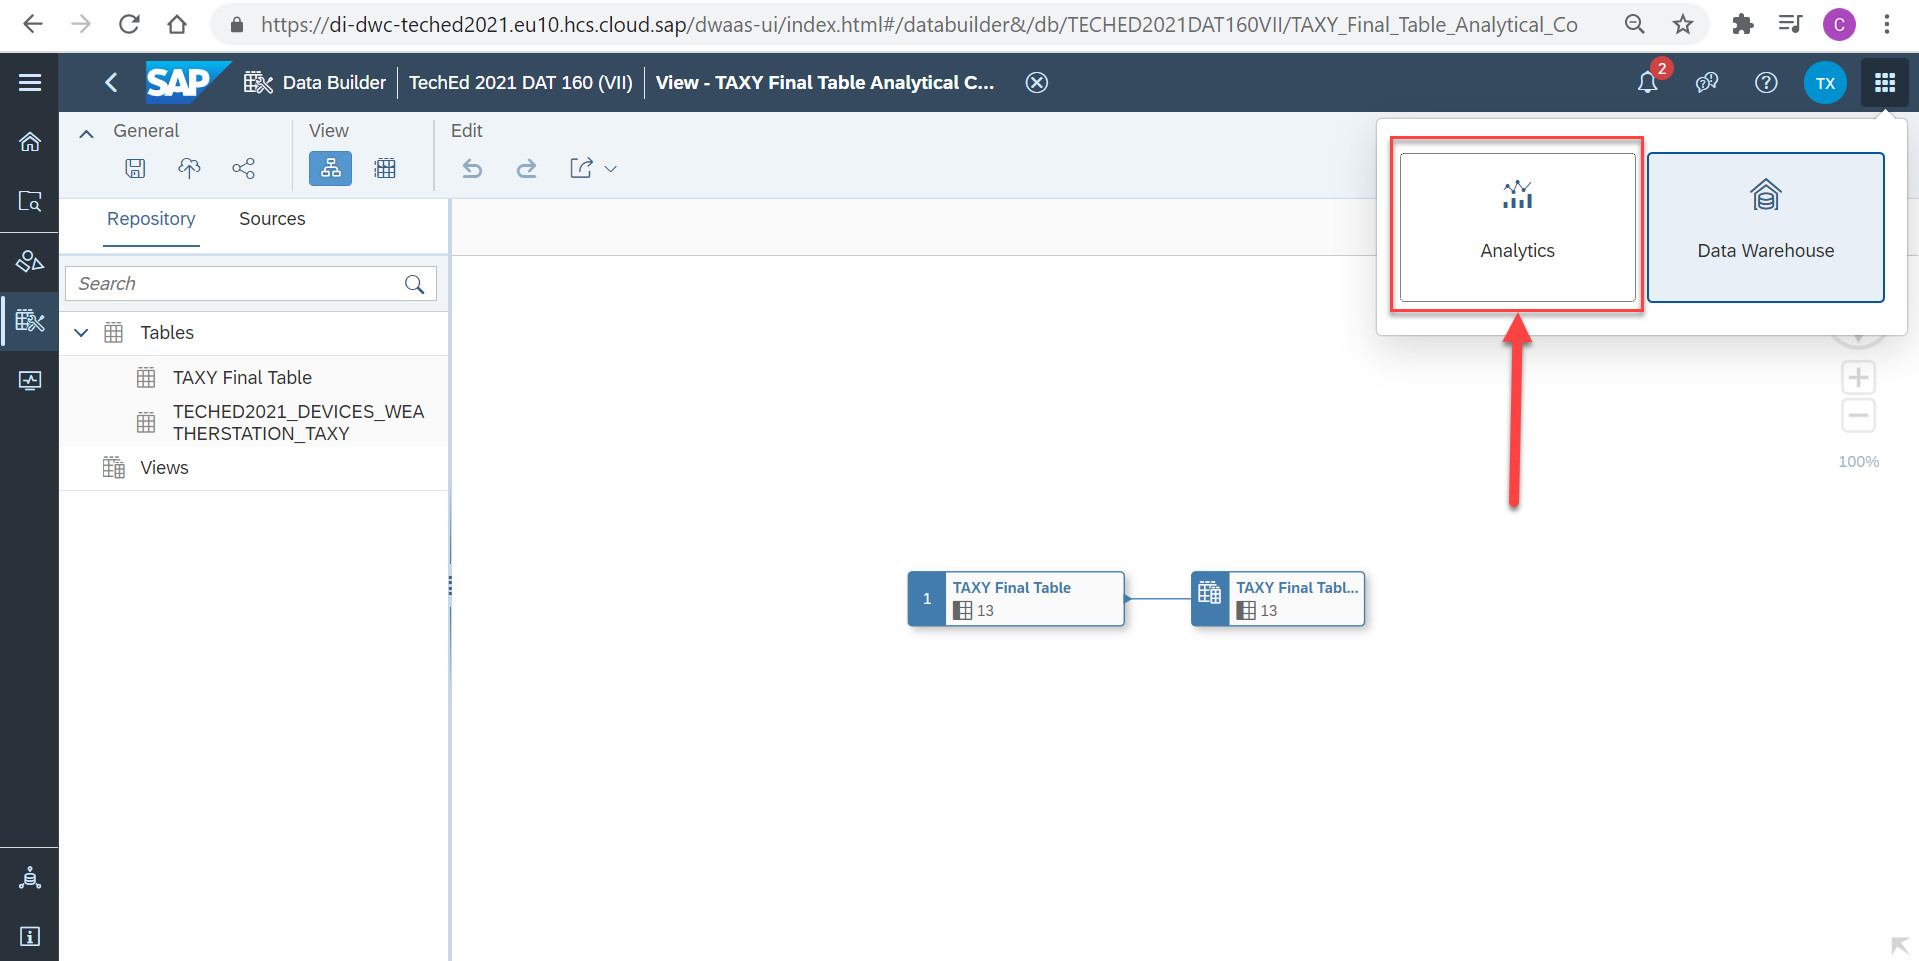 https://di-dwc-teched2021.eu10.hcs.cloud.sap/dwaas-ui/index.html#/databuilder&/db/TECHED2021DAT160VII/TAXY_Final_Table_Analytical_Co
C
SAP
Data Builder
TechEd 2021 DAT 160 (VII)
View - TAXY Final Table Analytical C...
2
TX
General
View
Edit
Analytics
Data Warehouse
Repository
Sources
Search
Tables
TAXY Final Table
TECHED2021_DEVICES_WEA
THERSTATION_TAXY
Views
100%
1
TAXY Final Table
13
TAXY Final Tabl...
13